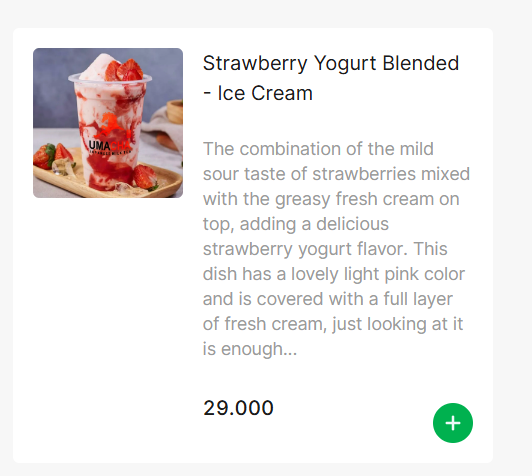 Strawberry Yogurt Blended
- Ice Cream
The combination of the mild
sour taste of strawberries mixed
with the greasy fresh cream on
top, adding a delicious
strawberry yogurt flavor. This
dish has a lovely light pink color
and is covered with a full layer
of fresh cream, just looking at it
is enough...
UMA
29.000